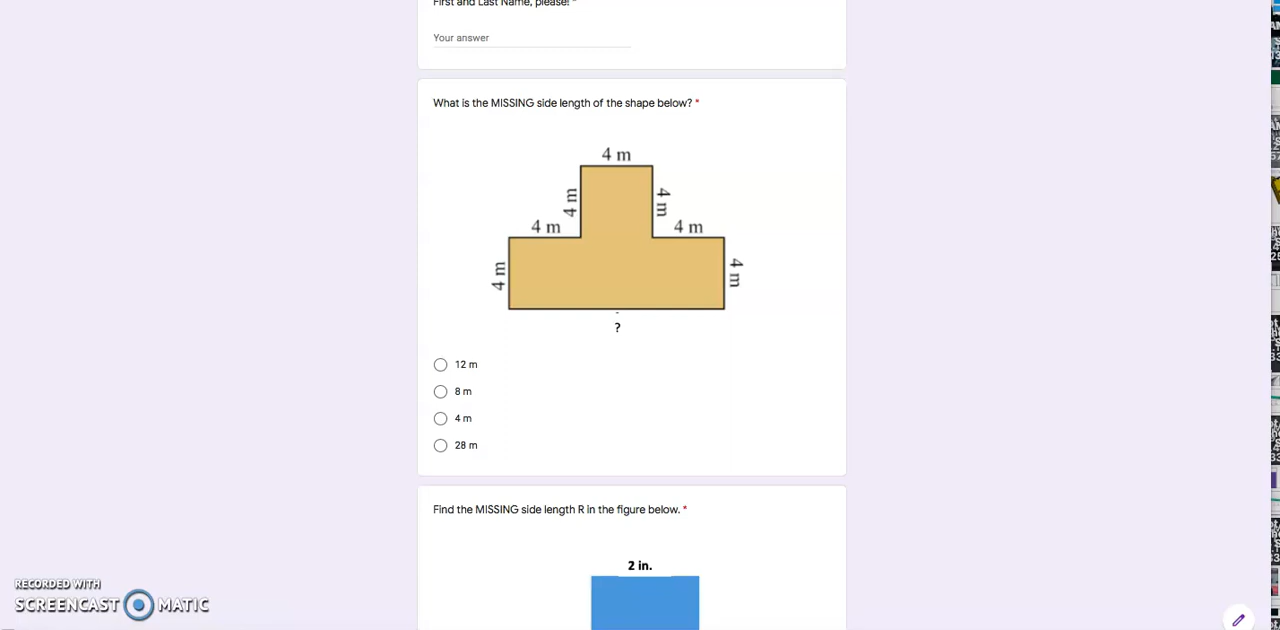 First and Last Name, please! *
Your answer
What is the MISSING side length of the shape below? *
4 m
4 m
4 m
4 m
4 m
4 m
4 m
?
12 m
8 m
4 m
28 m
Find the MISSING side length R in the figure below. *
2 in.
RECORDED WITH
SCREENCAST MATIC